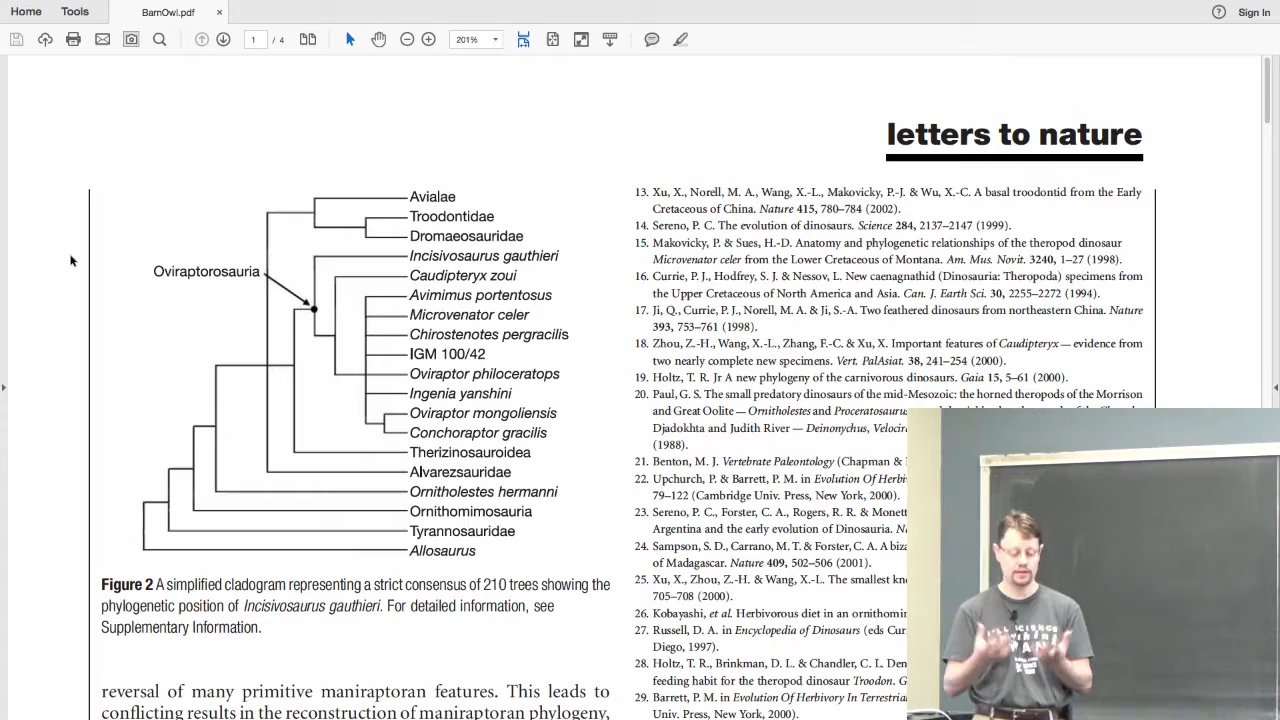 Home
Tools
BarnOwl.pdf
Sign In
1 / 4
201%
letters to nature
Avialae
Troodontidae
Dromaeosauridae
Incisivosaurus gauthieri
Oviraptorosauria
Caudipteryx zoui
Avimimus portentosus
Microvenator celer
Chirostenotes pergracilis
IGM 100/42
Oviraptor philoceratops
Ingenia yanshini
Oviraptor mongoliensis
Conchoraptor gracilis
Therizinosauroidea
Alvarezsauridae
Ornitholestes hermanni
Ornithomimosauria
Tyrannosauridae
Allosaurus
Figure 2 A simplified cladogram representing a strict consensus of 210 trees showing the
phylogenetic position of Incisivosaurus gauthieri. For detailed information, see
Supplementary Information.
reversal of many primitive maniraptoran features. This leads to
conflicting results in the reconstruction of maniraptoran phylogeny,
13. Xu, X., Norell, M. A., Wang, X.-L., Makovicky, P.-J. & Wu, X.-C. A basal troodontid from the Early
Cretaceous of China. Nature 415, 780–784 (2002).
14. Sereno, P. C. The evolution of dinosaurs. Science 284, 2137–2147 (1999).
15. Makovicky, P. & Sues, H.-D. Anatomy and phylogenetic relationships of the theropod dinosaur
Microvenator celer from the Lower Cretaceous of Montana. Am. Mus. Novit. 3240, 1–27 (1998).
16. Currie, P. J., Hodfrey, S. J. & Nessov, L. New caenagnathid (Dinosauria: Theropoda) specimens from
the Upper Cretaceous of North America and Asia. Can. J. Earth Sci. 30, 2255–2272 (1994).
17. Ji, Q., Currie, P. J., Norell, M. A. & Ji, S.-A. Two feathered dinosaurs from northeastern China. Nature
393, 753–761 (1998).
18. Zhou, Z.-H., Wang, X.-L., Zhang, F.-C. & Xu, X. Important features of Caudipteryx — evidence from
two nearly complete new specimens. Vert. PalAsiat. 38, 241–254 (2000).
19. Holtz, T. R. Jr A new phylogeny of the carnivorous dinosaurs. Gaia 15, 5–61 (2000).
20. Paul, G. S. The small predatory dinosaurs of the mid-Mesozoic: the horned theropods of the Morrison
and Great Oolite — Ornitholestes and Proceratosaurus
Djadokhta and Judith River — Deinonychus,
(1988).
21. Benton, M. J. Vertebrate Paleontology (Chapman &
22. Upchurch, P. & Barrett, P. M. in Evolution Of
79–122 (Cambridge Univ. Press, New York, 2000).
23. Sereno, P. C., Forster, C. A., Rogers, R. R. &
Argentina and the early evolution of Dinosauria.
24. Sampson, S. D., Carrano, M. T. & Forster, C. A. A
of Madagascar. Nature 409, 502–506 (2001).
25. Xu, X., Zhou, Z.-H. & Wang, X.-L. The smallest
705–708 (2000).
26. Kobayashi, et al. Herbivorous diet in an
27. Russell, D. A. in Encyclopedia of Dinosaurs (eds
Diego, 1997).
28. Holtz, T. R., Brinkman, D. L. & Chandler, C. L.
feeding habit for the theropod dinosaur Troodon.
29. Barrett, P. M. in Evolution Of Herbivory In
Univ. Press, New York, 2000).